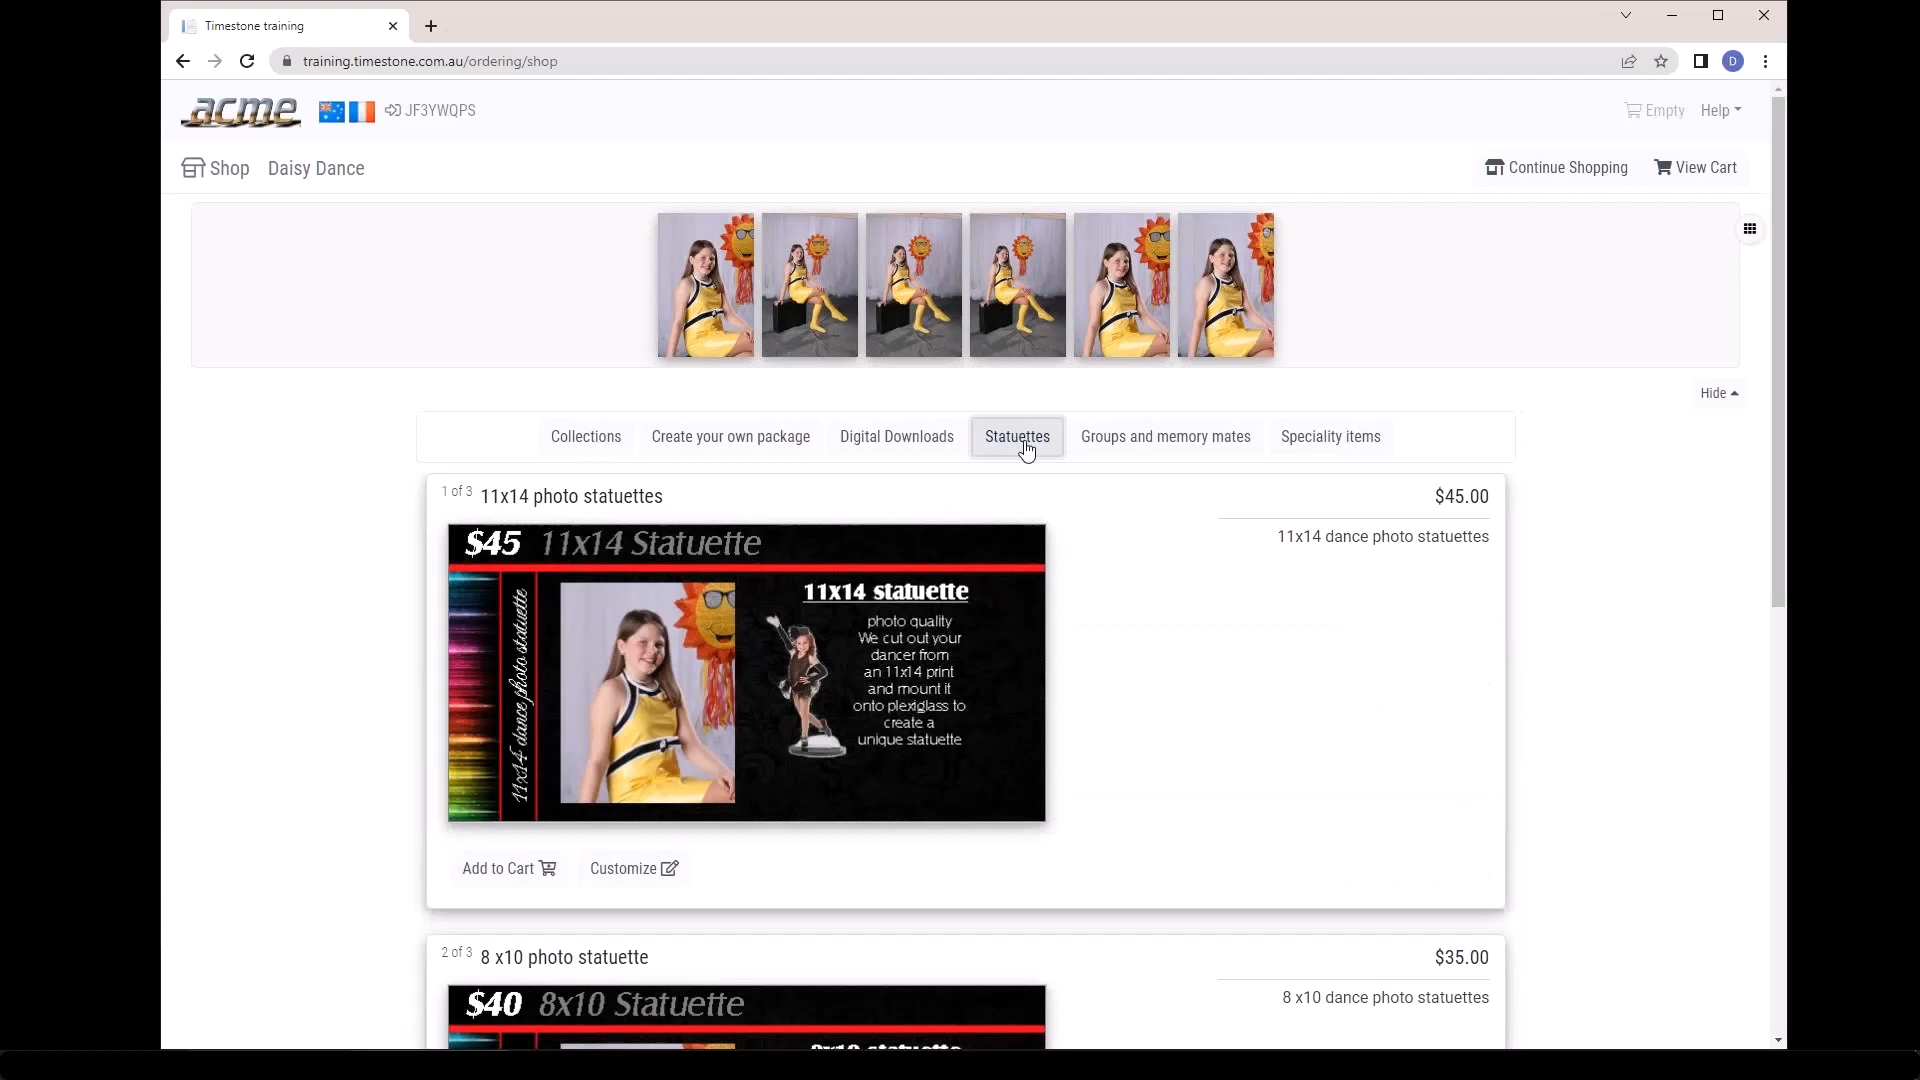 Timestone training
training.timestone.com.au/ordering/shop
D
acme
JF3YWQPS
Empty
Help
Shop
Daisy Dance
Continue Shopping
View Cart
Hide
Collections
Create your own package
Digital Downloads
Statuettes
Groups and memory mates
Speciality items
1 of 3 11x14 photo statuettes
$45.00
11x14 dance photo statuettes
$45 11x14 Statuette
11x14 dance photo statuette
11x14 statuette
photo quality
We cut out your
dancer from
an 11x14 print
and mount it
onto plexiglass to
create a
unique statuette
Add to Cart
Customize
2 of 3 8 x10 photo statuette
$35.00
8 x10 dance photo statuettes
$40 8x10 Statuette
8x10 statuette